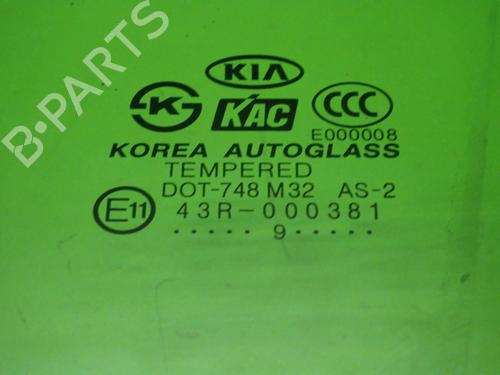 KIA
K
KAC
CCC
E000008
KOREA AUTOGLASS
TEMPERED
DOT-748 M32 AS-2
E11
43R-000381
..... 9 .....
B-PARTS